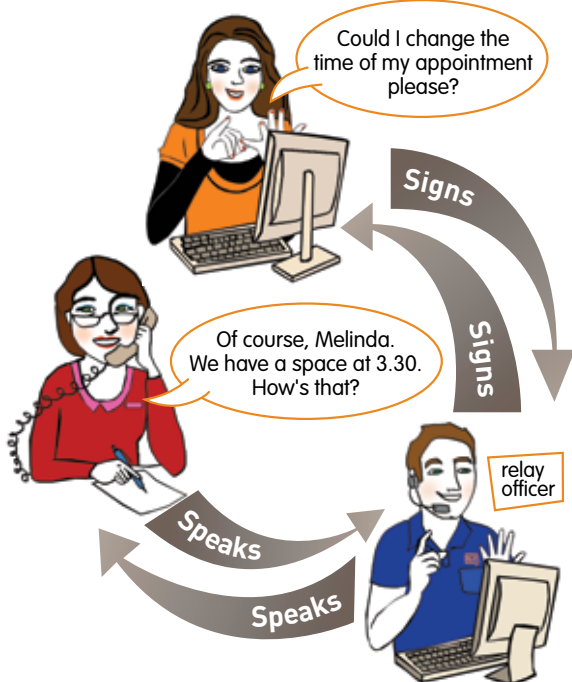 Could I change the
time of my appointment
please?
Signs
Signs
Of course, Melinda.
We have a space at 3.30.
How's that?
relay
officer
Speaks
Speaks